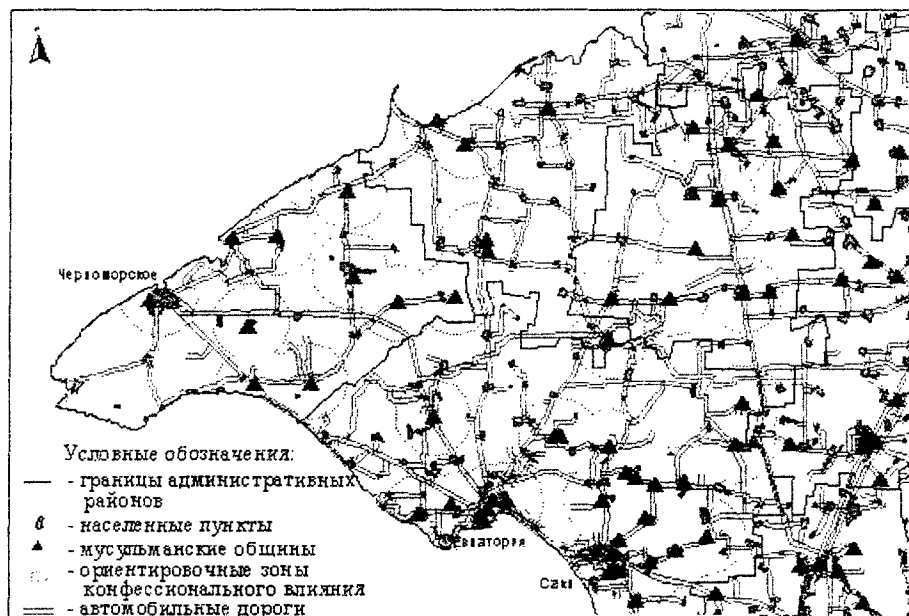 Черноморское
Евпатория
Саки
Условные обозначения:
— - границы административных
районов
- населенные пункты
▲ - мусульманские общины
- ориентировочные зоны
конфессионального влияния
- автомобильные дороги